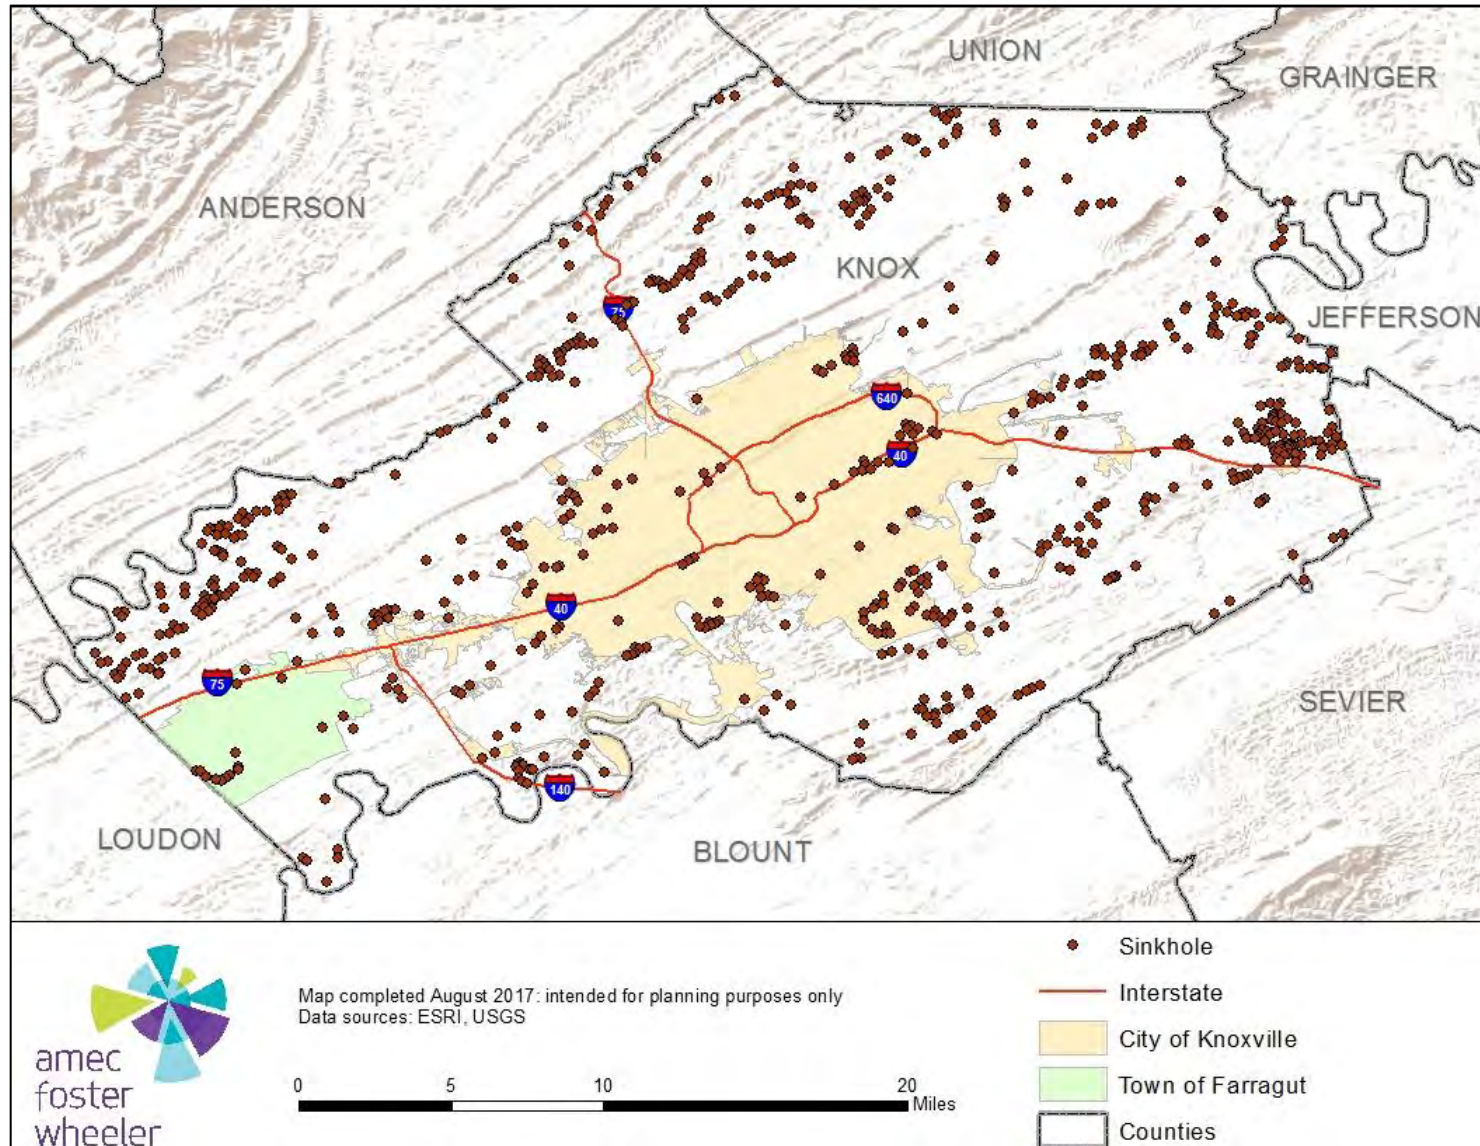 UNION
GRAINGER
ANDERSON
KNOX
75
JEFFERSON
640
40
40
75
SEVIER
140
LOUDON
BLOUNT
Sinkhole
Interstate
City of Knoxville
Town of Farragut
Counties
Map completed August 2017: intended for planning purposes only
Data sources: ESRI, USGS
0 5 10 20
Miles
amec
foster
wheeler